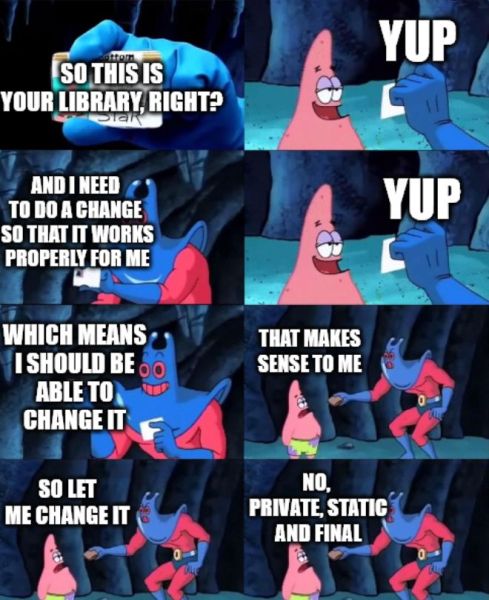 SO THIS IS
YOUR LIBRARY, RIGHT?
YUP
AND I NEED
TO DO A CHANGE
SO THAT IT WORKS
PROPERLY FOR ME
YUP
WHICH MEANS
I SHOULD BE
ABLE TO
CHANGE IT
THAT MAKES
SENSE TO ME
SO LET
ME CHANGE IT
NO,
PRIVATE, STATIC
AND FINAL